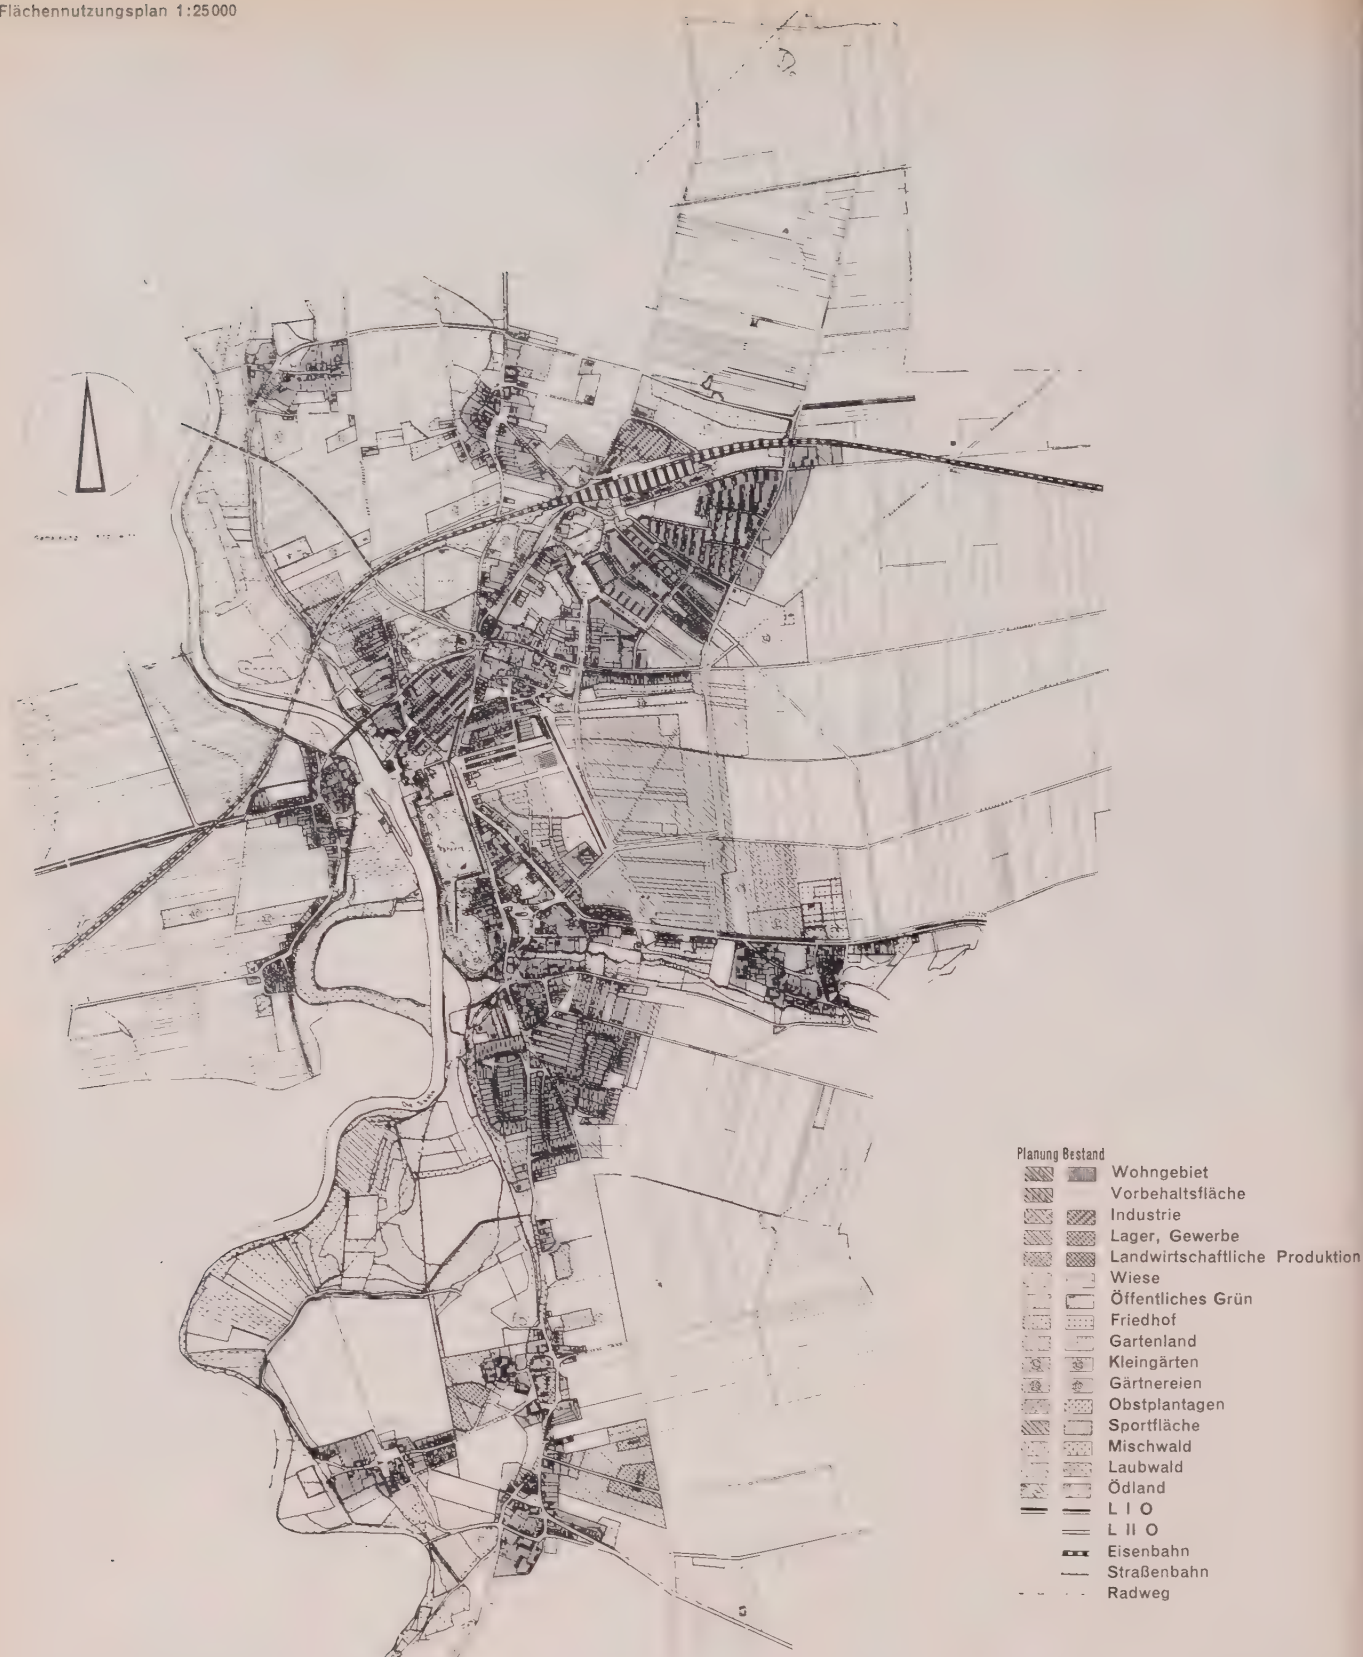 Flächennutzungsplan 1:25000
Planung Bestand
Wohngebiet
Vorbehaltsfläche
Industrie
Lager, Gewerbe
Landwirtschaftliche Produktion
Wiese
Öffentliches Grün
Friedhof
Gartenland
Kleingärten
Gärtnereien
Obstplantagen
Sportfläche
Mischwald
Laubwald
Ödland
L I O
L II O
Eisenbahn
Straßenbahn
Radweg